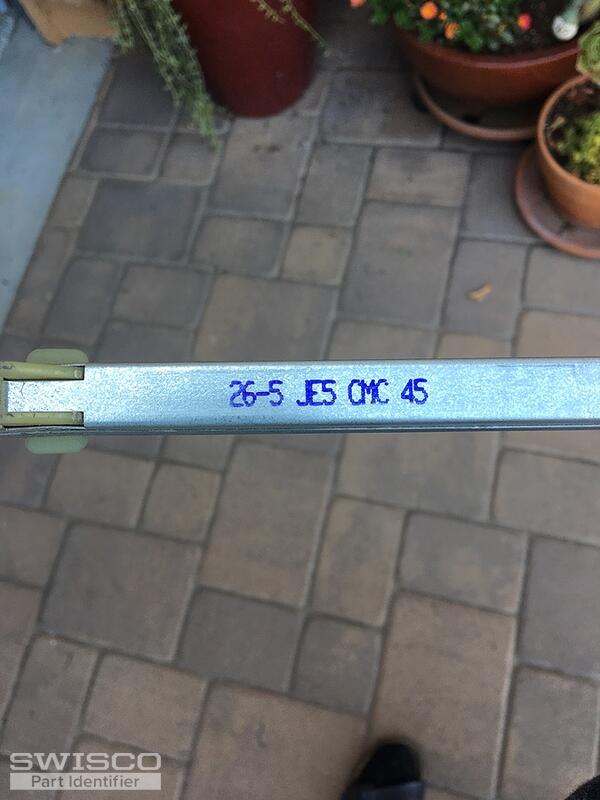 26-5 JE5 CMC 45
SWISCO
Part Identifier